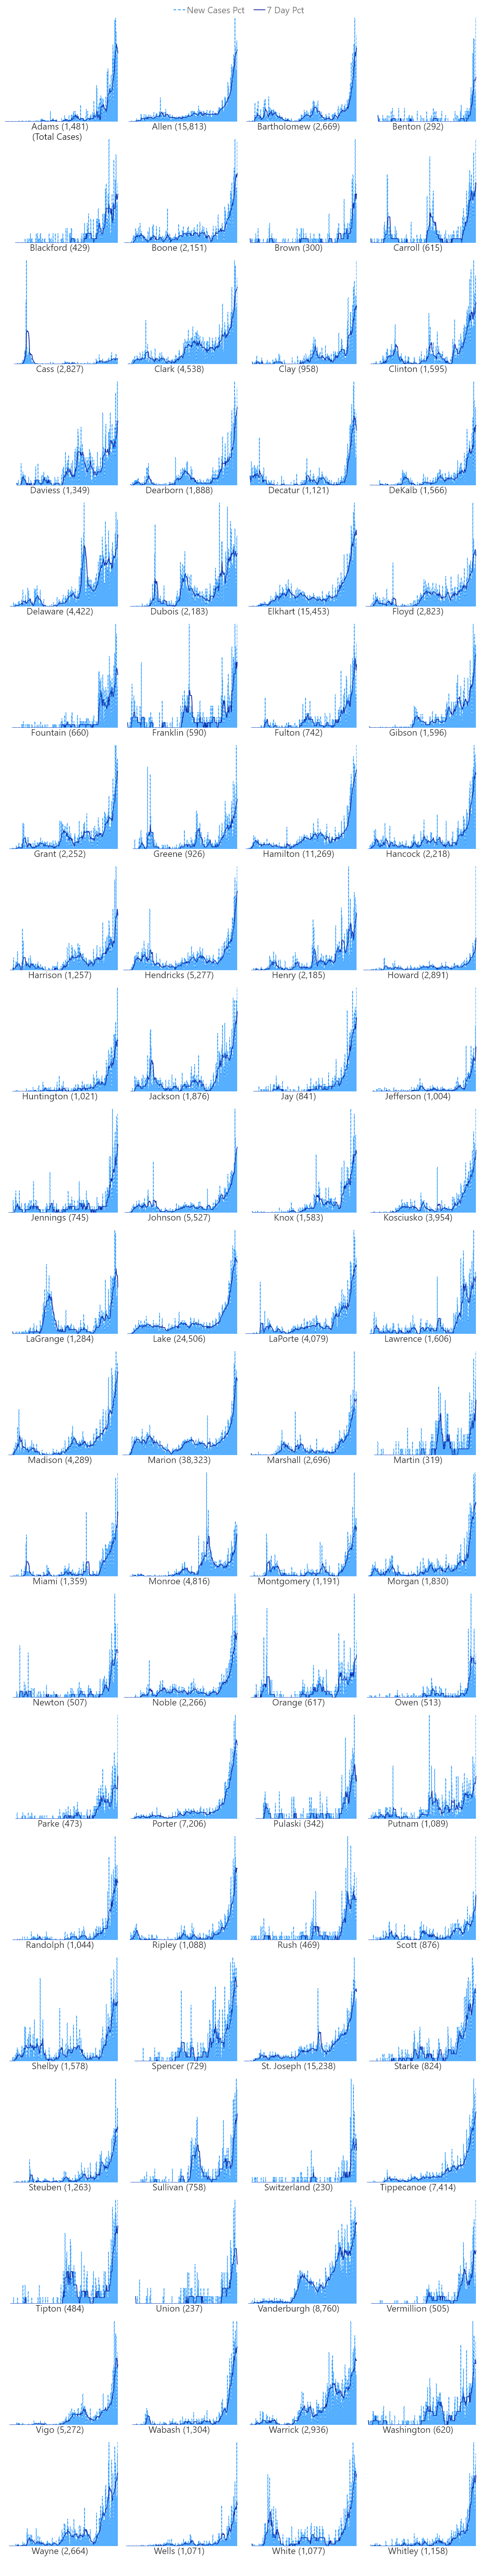 New Cases Pct 7 Day Pct
Adams (1,481) Allen (15,813) Bartholomew (2,669) Benton (292)
(Total Cases)
Blackford (429) Boone (2,151) Brown (300) Carroll (615)
Cass (2,827) Clark (4,538) Clay (958) Clinton (1,595)
Daviess (1,349) Dearborn (1,888) Decatur (1,121) DeKalb (1,566)
Delaware (4,422) Dubois (2,183) Elkhart (15,453) Floyd (2,823)
Fountain (660) Franklin (590) Fulton (742) Gibson (1,596)
Grant (2,252) Greene (926) Hamilton (11,269) Hancock (2,218)
Harrison (1,257) Hendricks (5,277) Henry (2,185) Howard (2,891)
Huntington (1,021) Jackson (1,876) Jay (841) Jefferson (1,004)
Jennings (745) Johnson (5,527) Knox (1,583) Kosciusko (3,954)
LaGrange (1,284) Lake (24,506) LaPorte (4,079) Lawrence (1,606)
Madison (4,289) Marion (38,323) Marshall (2,696) Martin (319)
Miami (1,359) Monroe (4,816) Montgomery (1,191) Morgan (1,830)
Newton (507) Noble (2,266) Orange (617) Owen (513)
Parke (473) Porter (7,206) Pulaski (342) Putnam (1,089)
Randolph (1,044) Ripley (1,088) Rush (469) Scott (876)
Shelby (1,578) Spencer (729) St. Joseph (15,238) Starke (824)
Steuben (1,263) Sullivan (758) Switzerland (230) Tippecanoe (7,414)
Tipton (484) Union (237) Vanderburgh (8,760) Vermillion (505)
Vigo (5,272) Wabash (1,304) Warrick (2,936) Washington (620)
Wayne (2,664) Wells (1,071) White (1,077) Whitley (1,158)